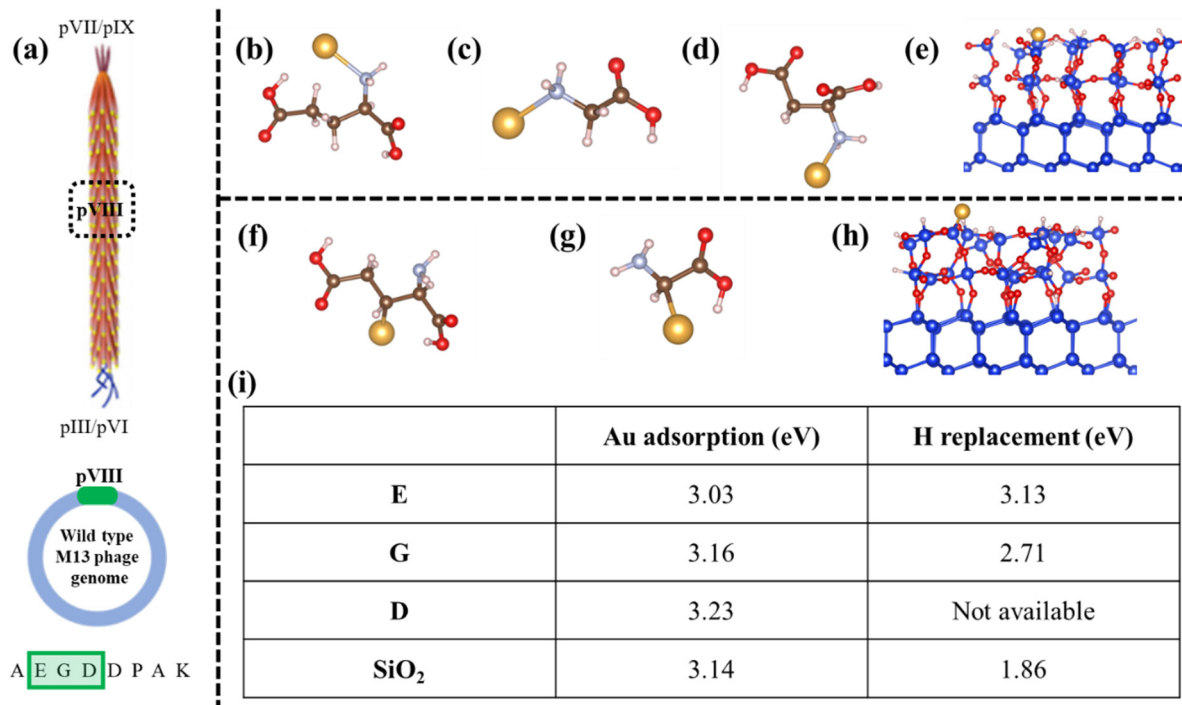 (a)
pVII/pIX
pVIII
pIII/pVI
pVIII
Wild type
M13 phage
genome
A E G D D P A K
(b)
(c)
(d)
(e)
(f)
(g)
(h)
(i)
Au adsorption (eV) H replacement (eV)
E 3.03 3.13
G 3.16 2.71
D 3.23 Not available
SiO₂ 3.14 1.86